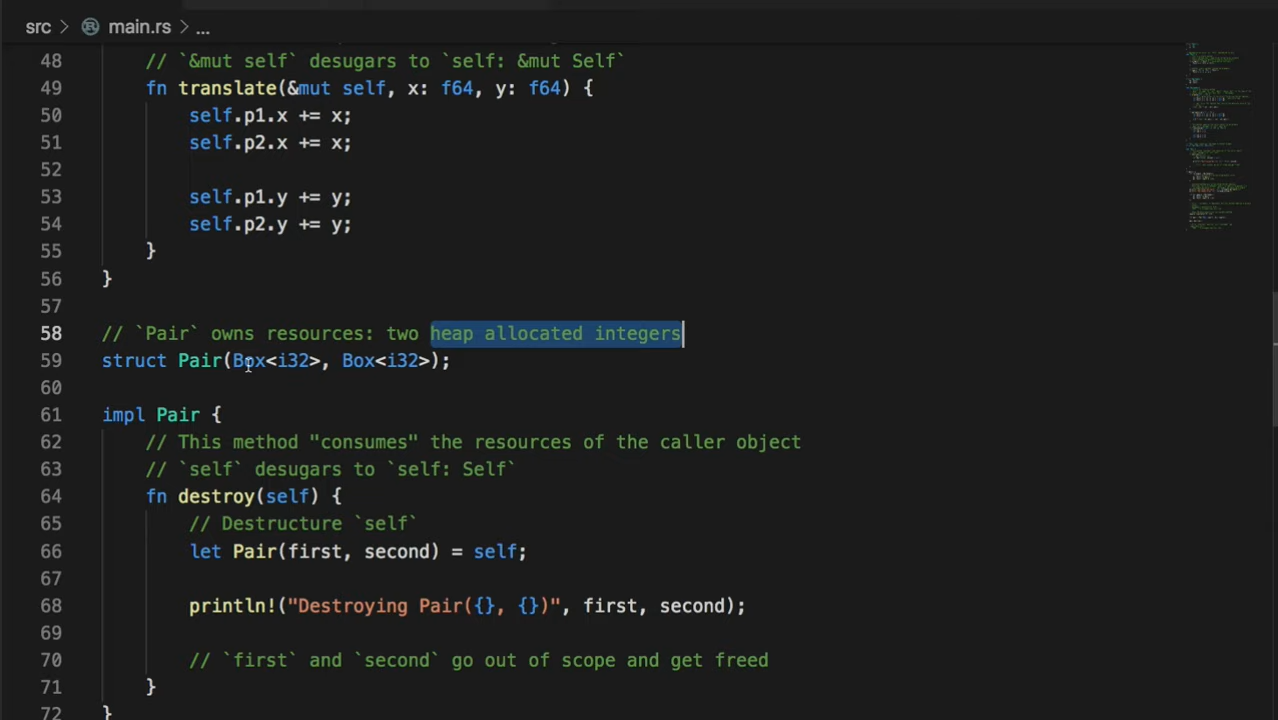 src > main.rs > ...
48 // `&mut self` desugars to `self: &mut Self`
49 fn translate(&mut self, x: f64, y: f64) {
50 self.p1.x += x;
51 self.p2.x += x;
52
53 self.p1.y += y;
54 self.p2.y += y;
55 }
56 }
57
58 // `Pair` owns resources: two heap allocated integers
59 struct Pair(Box<i32>, Box<i32>);
60
61 impl Pair {
62 // This method "consumes" the resources of the caller object
63 // `self` desugars to `self: Self`
64 fn destroy(self) {
65 // Destructure `self`
66 let Pair(first, second) = self;
67
68 println!("Destroying Pair({}, {})", first, second);
69
70 // `first` and `second` go out of scope and get freed
71 }
72 }